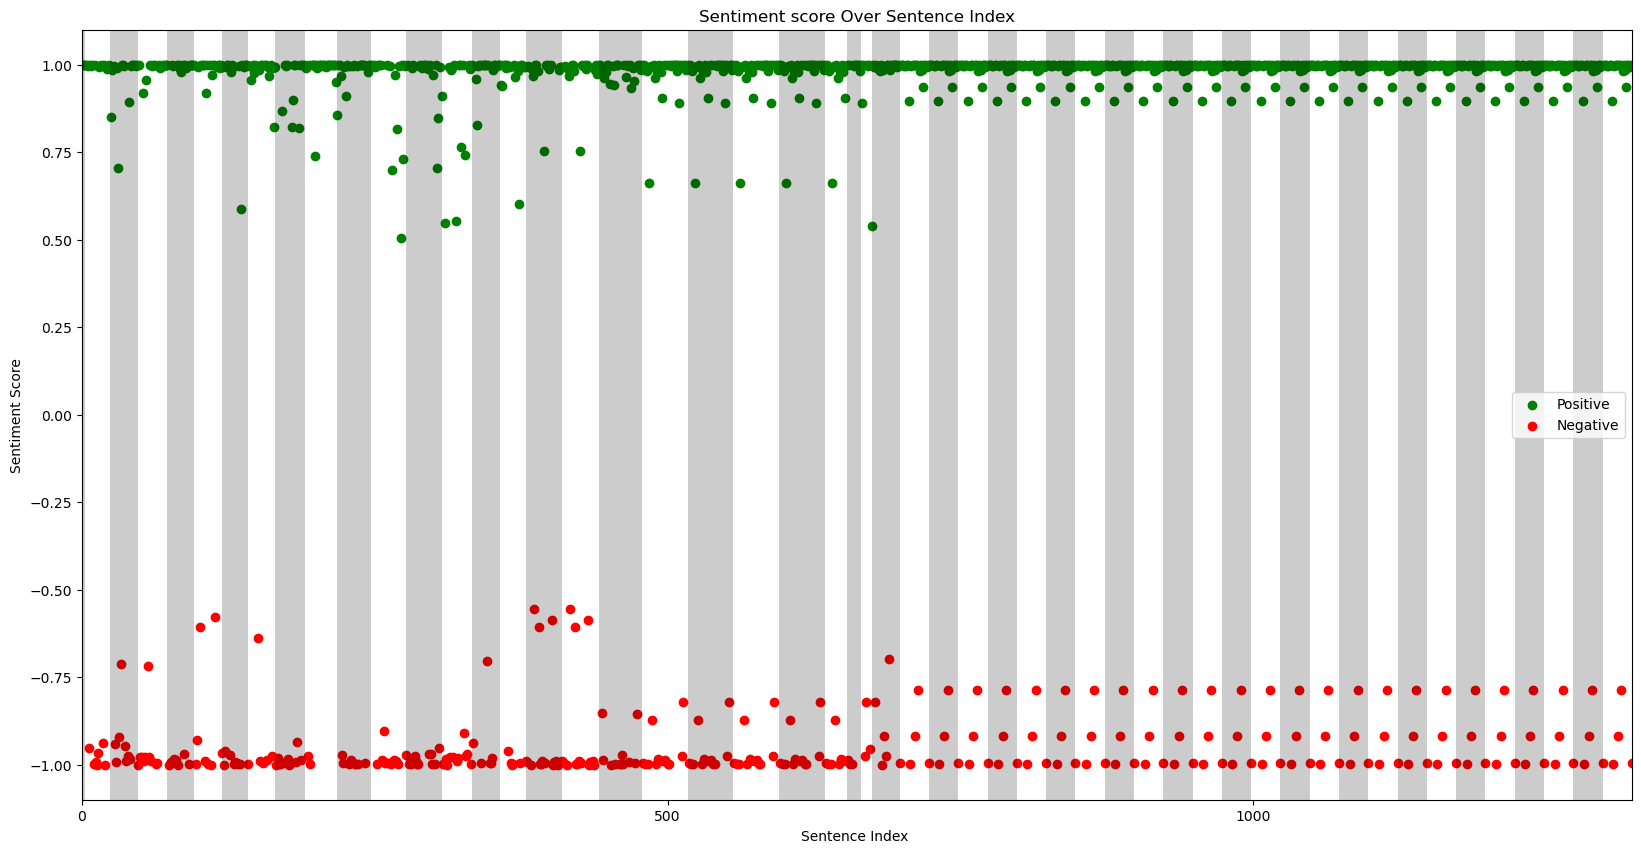 Sentiment score Over Sentence Index
1.00
0.75
0.50
0.25
0.00
−0.25
−0.50
−0.75
−1.00
Sentiment Score
Positive
Negative
0
500
1000
Sentence Index